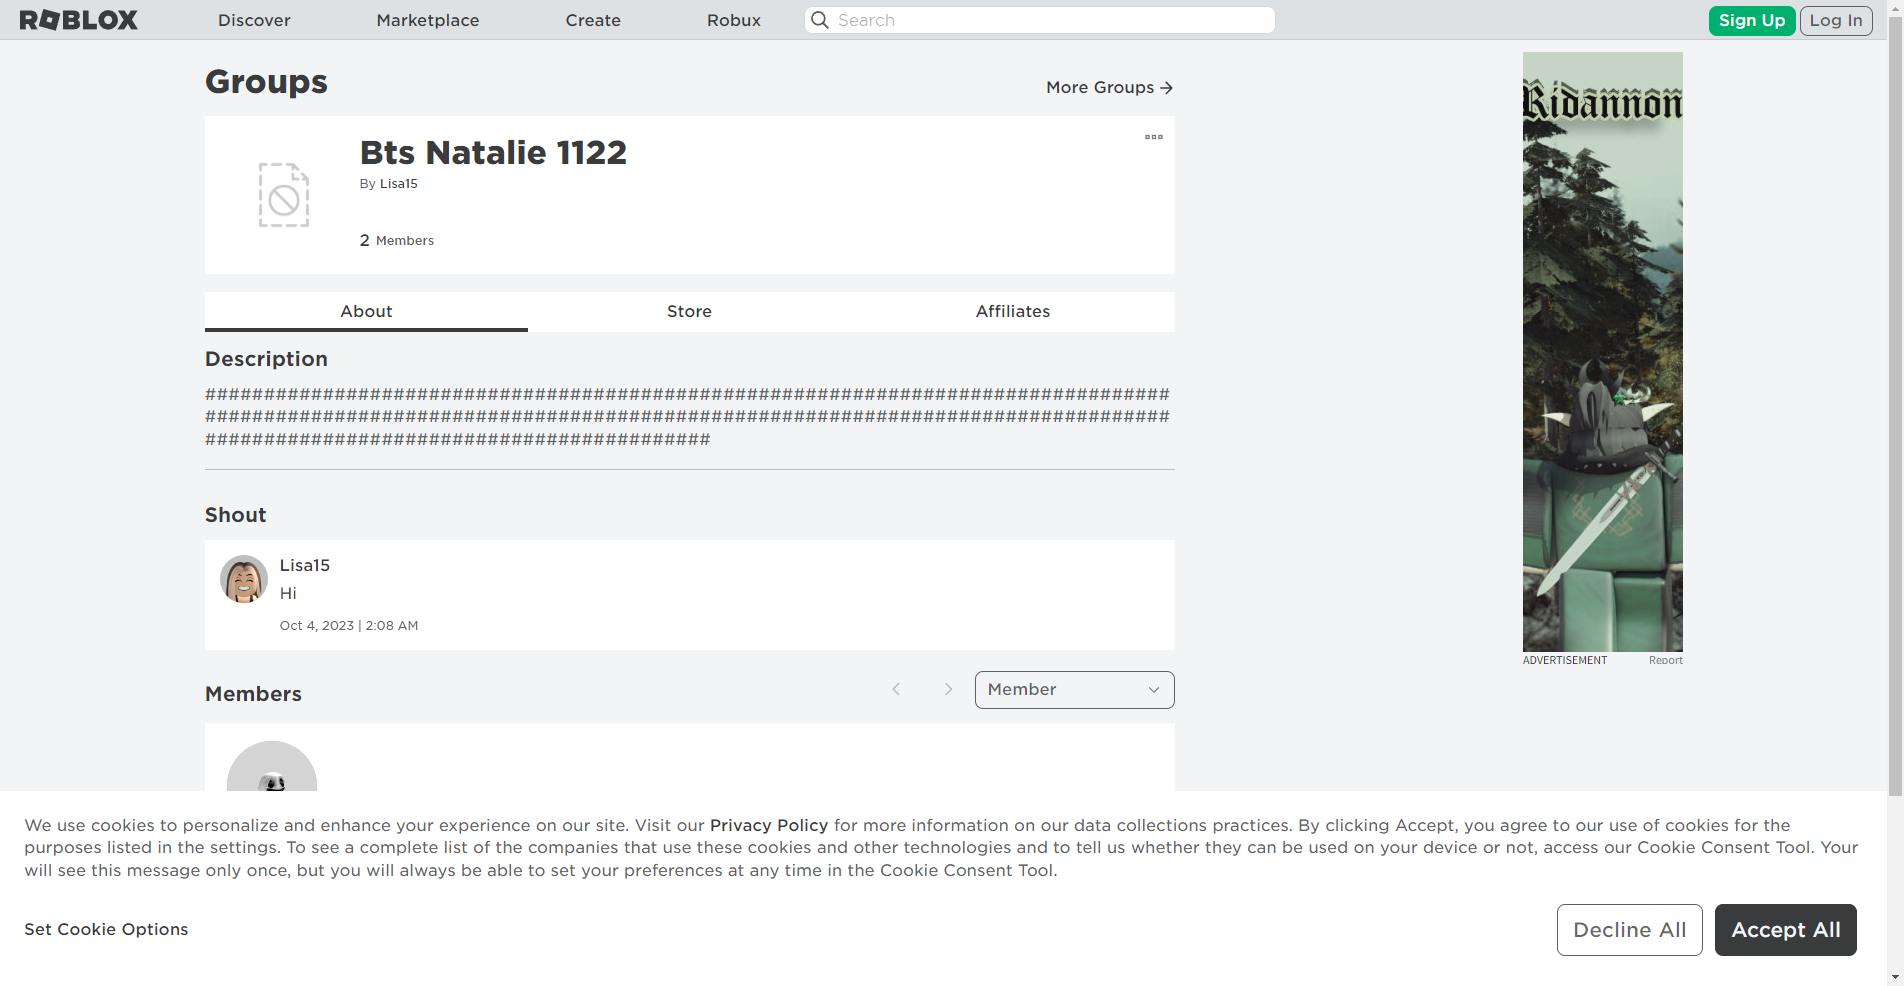 ROBLOX
Discover
Marketplace
Create
Robux
Search
Sign Up
Log In
Groups
More Groups
Bts Natalie 1122
By Lisa15
2 Members
About
Store
Affiliates
Description
##################################################################################
##################################################################################
###########################################
Shout
Lisa15
Hi
Oct 4, 2023 | 2:08 AM
Members
Member
Ridannon
ADVERTISEMENT
Report
We use cookies to personalize and enhance your experience on our site. Visit our Privacy Policy for more information on our data collections practices. By clicking Accept, you agree to our use of cookies for the
purposes listed in the settings. To see a complete list of the companies that use these cookies and other technologies and to tell us whether they can be used on your device or not, access our Cookie Consent Tool. Your
will see this message only once, but you will always be able to set your preferences at any time in the Cookie Consent Tool.
Set Cookie Options
Decline All
Accept All